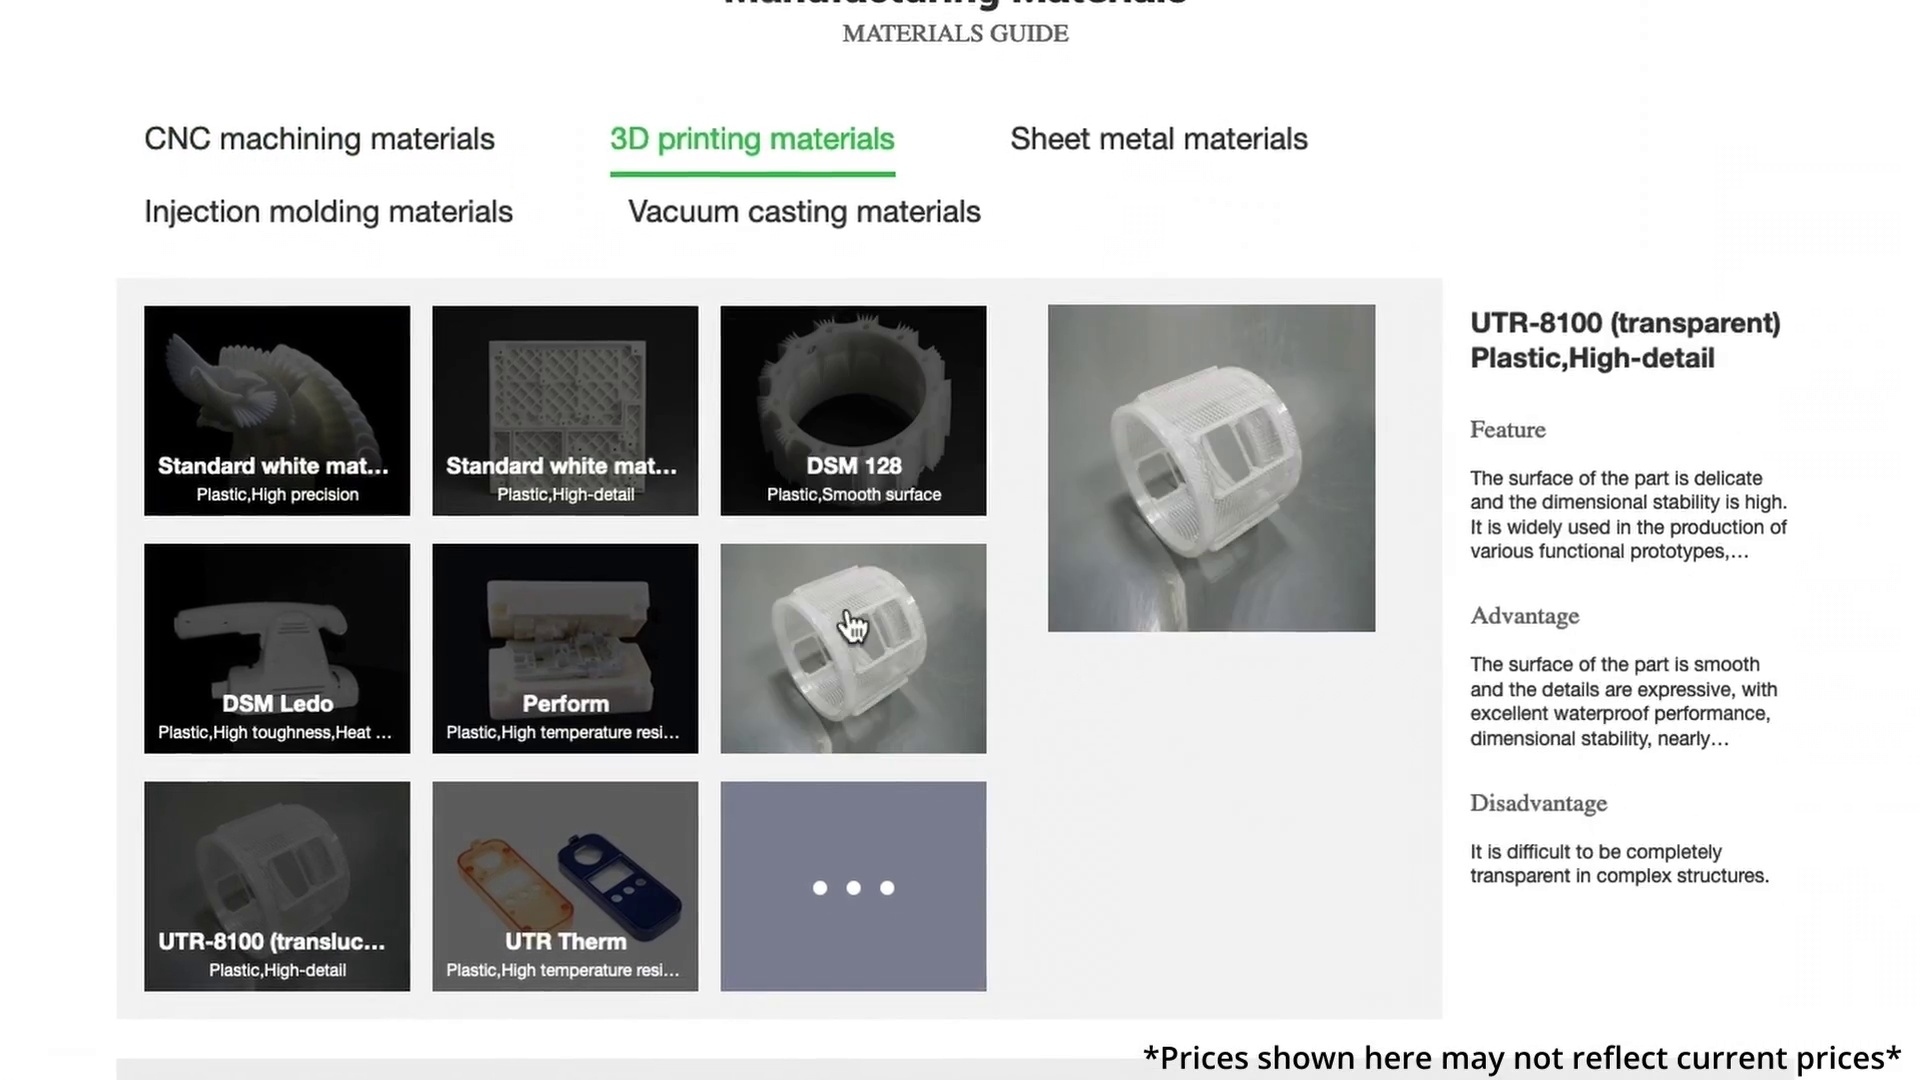 Manufacturing Materials
MATERIALS GUIDE
CNC machining materials
3D printing materials
Sheet metal materials
Injection molding materials
Vacuum casting materials
Standard white mat...
Plastic,High precision
Standard white mat...
Plastic,High-detail
DSM 128
Plastic,Smooth surface
DSM Ledo
Plastic,High toughness,Heat ...
Perform
Plastic,High temperature resi...
UTR-8100 (transluc...
Plastic,High-detail
UTR Therm
Plastic,High temperature resi...
UTR-8100 (transparent)
Plastic,High-detail
Feature
The surface of the part is delicate
and the dimensional stability is high.
It is widely used in the production of
various functional prototypes,...
Advantage
The surface of the part is smooth
and the details are expressive, with
excellent waterproof performance,
dimensional stability, nearly...
Disadvantage
It is difficult to be completely
transparent in complex structures.
*Prices shown here may not reflect current prices*